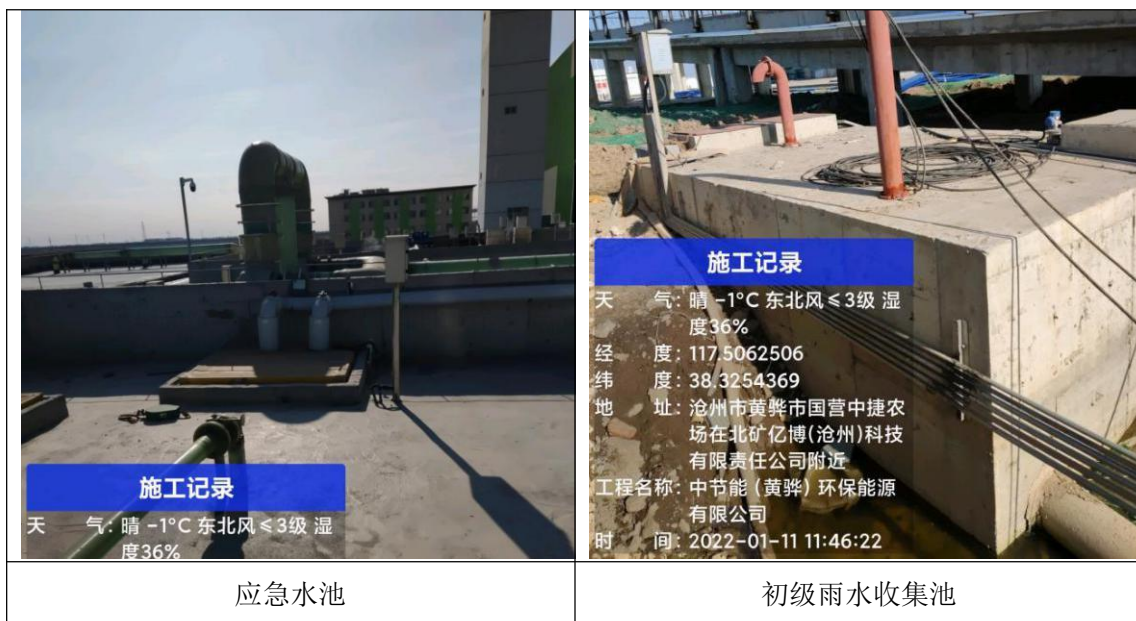 施工记录
天 气: 晴 -1°C 东北风≤3级 湿
度36%
施工记录
天 气: 晴 -1°C 东北风≤3级 湿
度36%
经 度: 117.5062506
纬 度: 38.3254369
地 址: 沧州市黄骅市国营中捷农
场在北矿亿博(沧州)科技
有限责任公司附近
工程名称: 中节能（黄骅）环保能源
有限公司
时 间: 2022-01-11 11:46:22
应急水池
初级雨水收集池